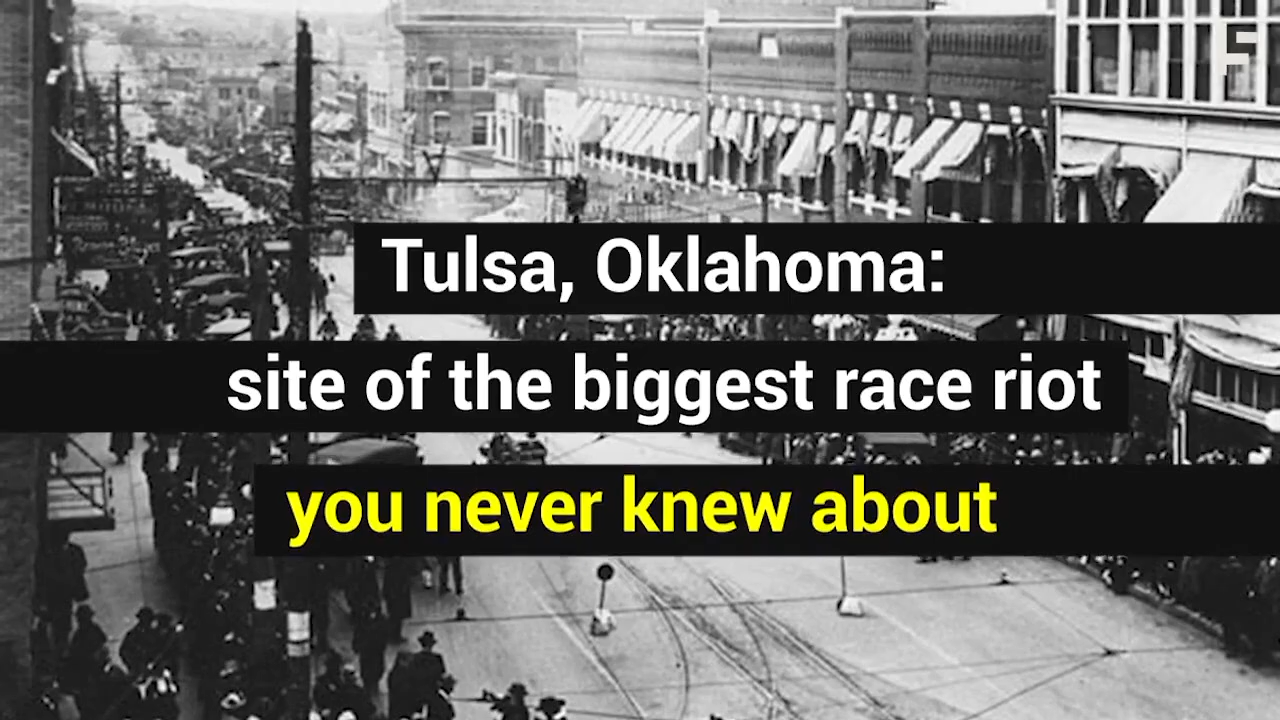 Tulsa, Oklahoma:
site of the biggest race riot
you never knew about